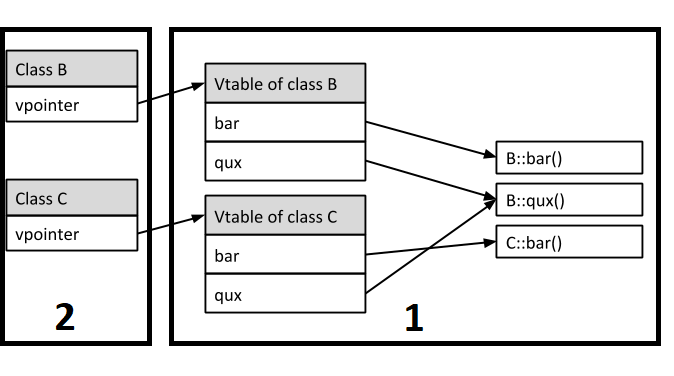 Class B
vpointer
Class C
vpointer
2
Vtable of class B
bar
qux
Vtable of class C
bar
qux
B::bar()
B::qux()
C::bar()
1